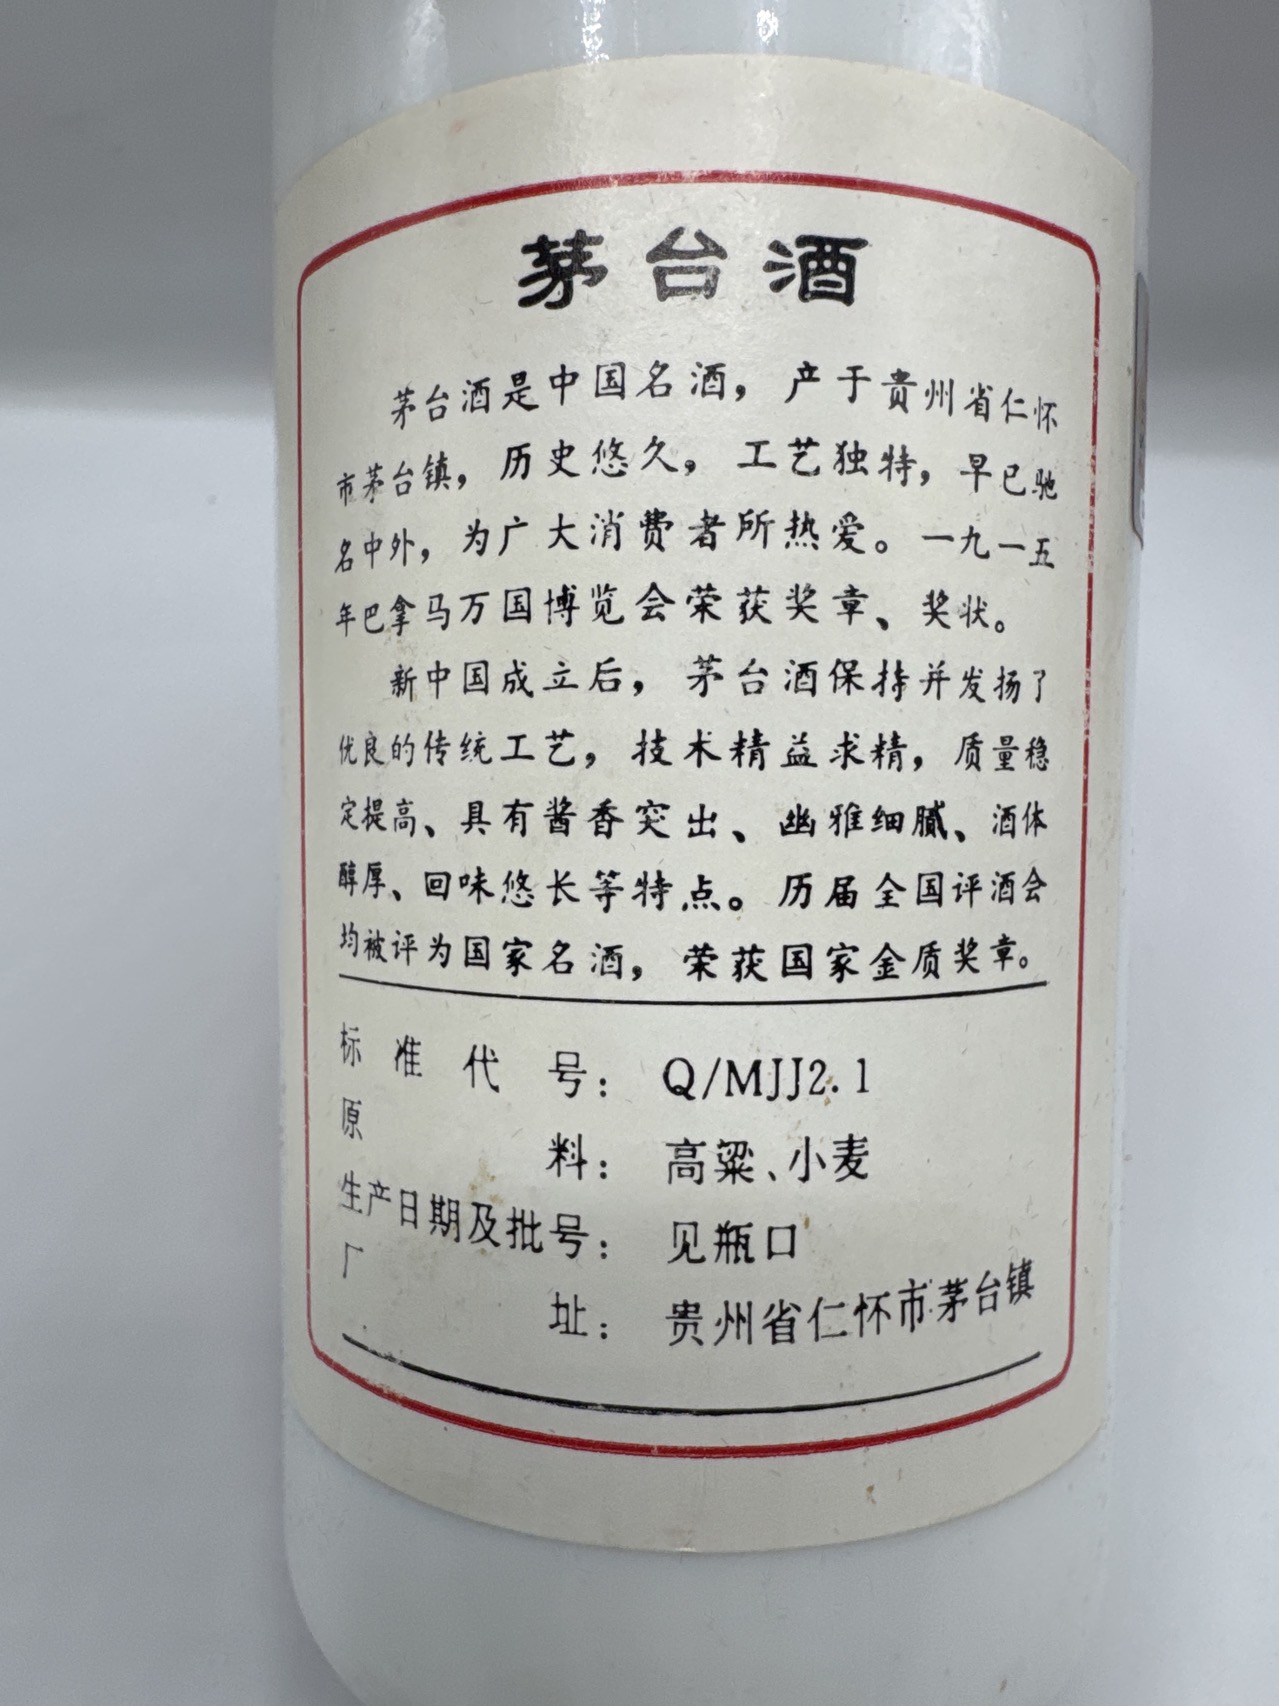 茅台酒
茅台酒是中国名酒，产于贵州省仁怀
市茅台镇，历史悠久，工艺独特，早已驰
名中外，为广大消费者所热爱。一九一五
年巴拿马万国博览会荣获奖章、奖状。
新中国成立后，茅台酒保持并发扬了
优良的传统工艺，技术精益求精，质量稳
定提高、具有酱香突出、幽雅细腻、酒体
醇厚、回味悠长等特点。历届全国评酒会
均被评为国家名酒，荣获国家金质奖章。
标准代号：Q/MJJ2.1
原料：高粱、小麦
生产日期及批号：见瓶口
厂址：贵州省仁怀市茅台镇